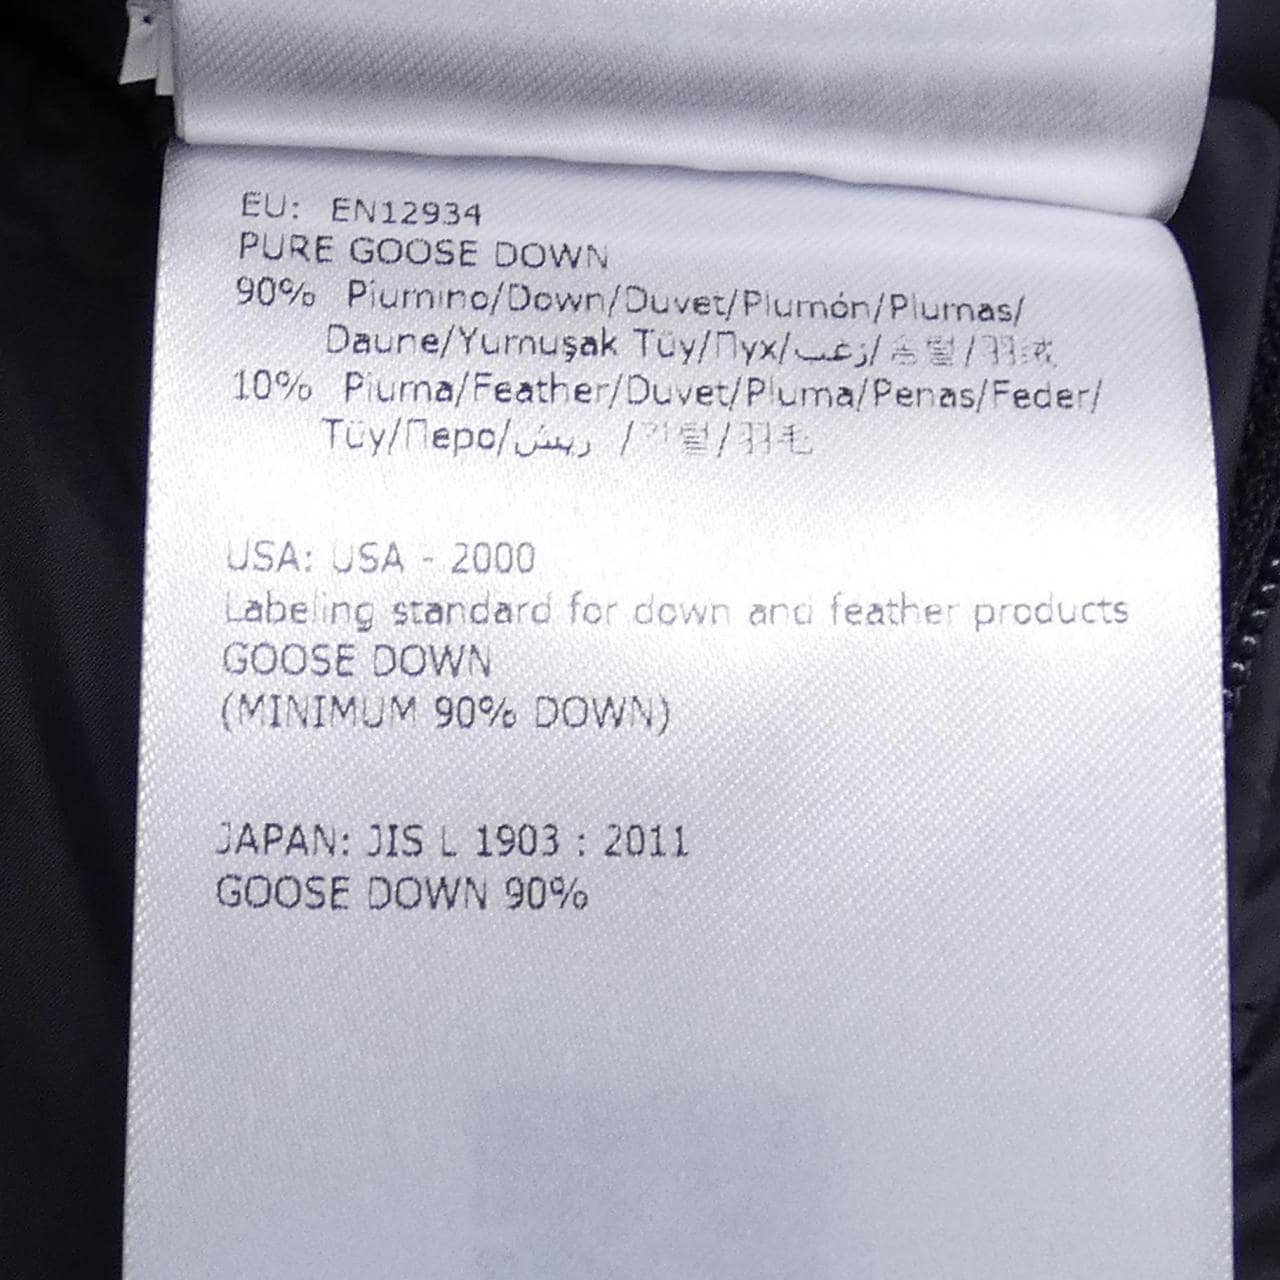 EU: EN12934
PURE GOOSE DOWN
90% Piumino/Down/Duvet/Plumón/Plumas/
Daune/Yumuşak Tüy/Пух/زغب/솜털/羽绒
10% Piuma/Feather/Duvet/Pluma/Penas/Feder/
Tüy/Перо/ريش /깃털/羽毛
USA: USA - 2000
Labeling standard for down and feather products
GOOSE DOWN
(MINIMUM 90% DOWN)
JAPAN: JIS L 1903 : 2011
GOOSE DOWN 90%